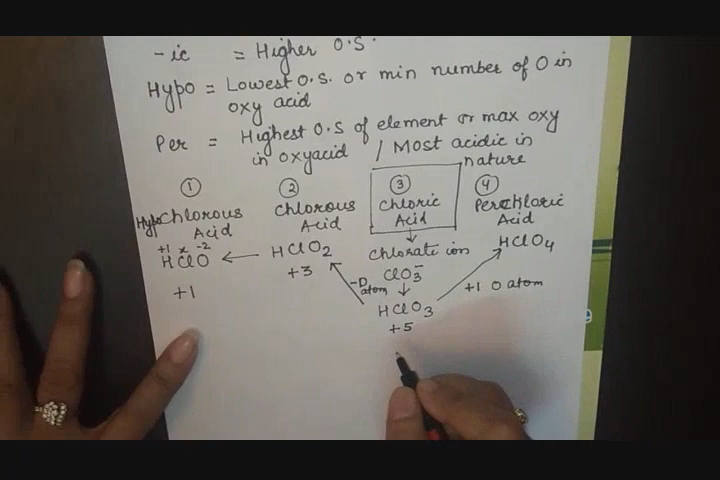 -ic = Higher O.S.
Hypo = Lowest O.S. or min number of O in
oxy acid
Per = Highest O.S of element or max oxy
in oxyacid / Most acidic in
nature
1 2 3 4
Hypochlorous Acid
Chlorous Acid
Chloric Acid
Perchloric Acid
+1 x -2
HClO ← HClO2
+1
+3
↓
Chlorate ion
ClO3-
↓
HClO3
+5
HClO4
-O atom
+1 O atom
e